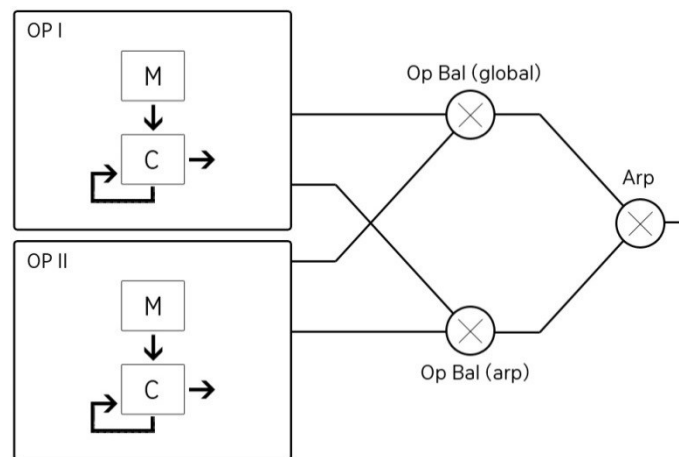 OP I
M
C
Op Bal (global)
Arp
OP II
M
C
Op Bal (arp)